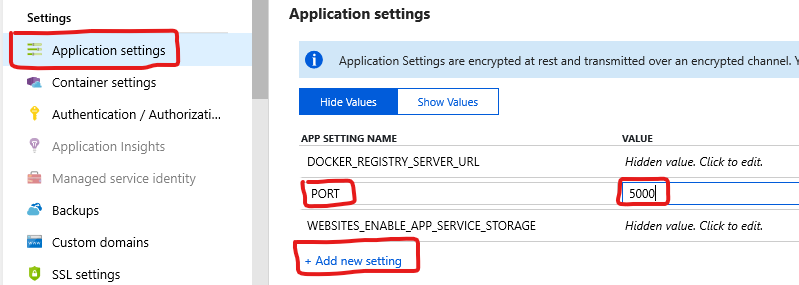 Settings
Application settings
Container settings
Authentication / Authorizati...
Application Insights
Managed service identity
Backups
Custom domains
SSL settings
Application settings
Application Settings are encrypted at rest and transmitted over an encrypted channel. Y
Hide Values
Show Values
APP SETTING NAME
VALUE
DOCKER_REGISTRY_SERVER_URL
Hidden value. Click to edit.
PORT
5000
WEBSITES_ENABLE_APP_SERVICE_STORAGE
Hidden value. Click to edit.
+ Add new setting